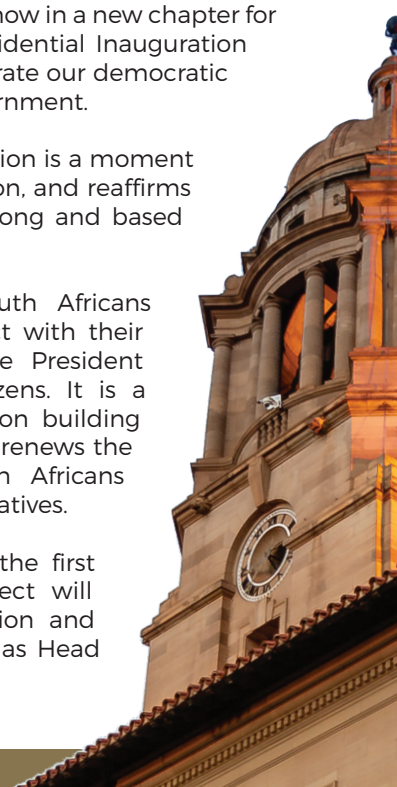 now in a new chapter for
idential Inauguration
rate our democratic
rnment.
ion is a moment
on, and reaffirms
ong and based
uth Africans
t with their
e President
zens. It is a
on building
renews the
n Africans
atives.
the first
ect will
ion and
as Head